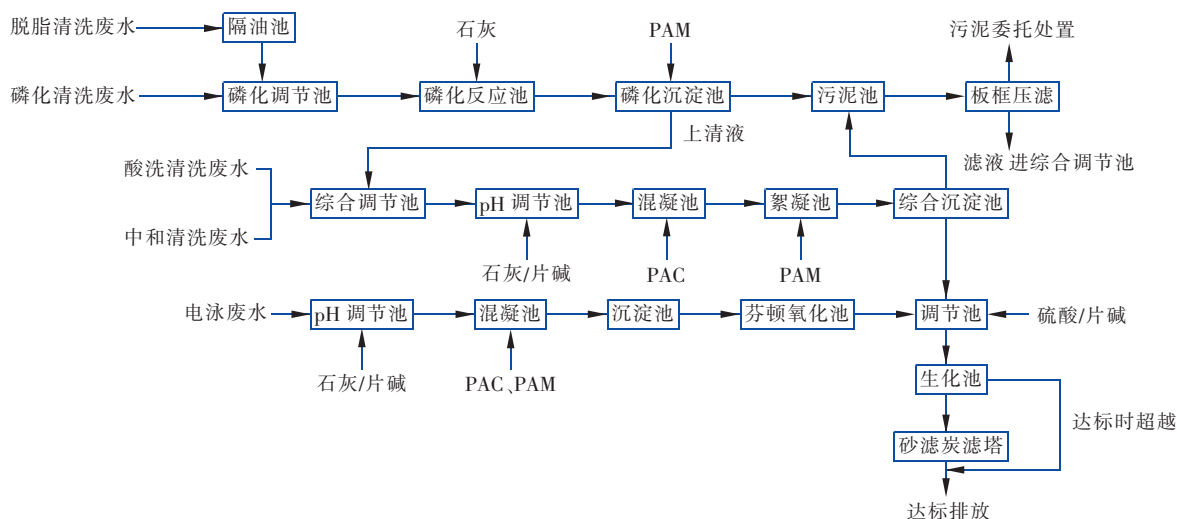 脱脂清洗废水
隔油池
石灰
PAM
污泥委托处置
磷化清洗废水
磷化调节池
磷化反应池
磷化沉淀池
污泥池
板框压滤
上清液
滤液 进综合调节池
酸洗清洗废水
综合调节池
pH 调节池
混凝池
絮凝池
综合沉淀池
中和清洗废水
石灰/片碱
PAC
PAM
电泳废水
pH 调节池
混凝池
沉淀池
芬顿氧化池
调节池
硫酸/片碱
石灰/片碱
PAC、PAM
生化池
达标时超越
砂滤炭滤塔
达标排放